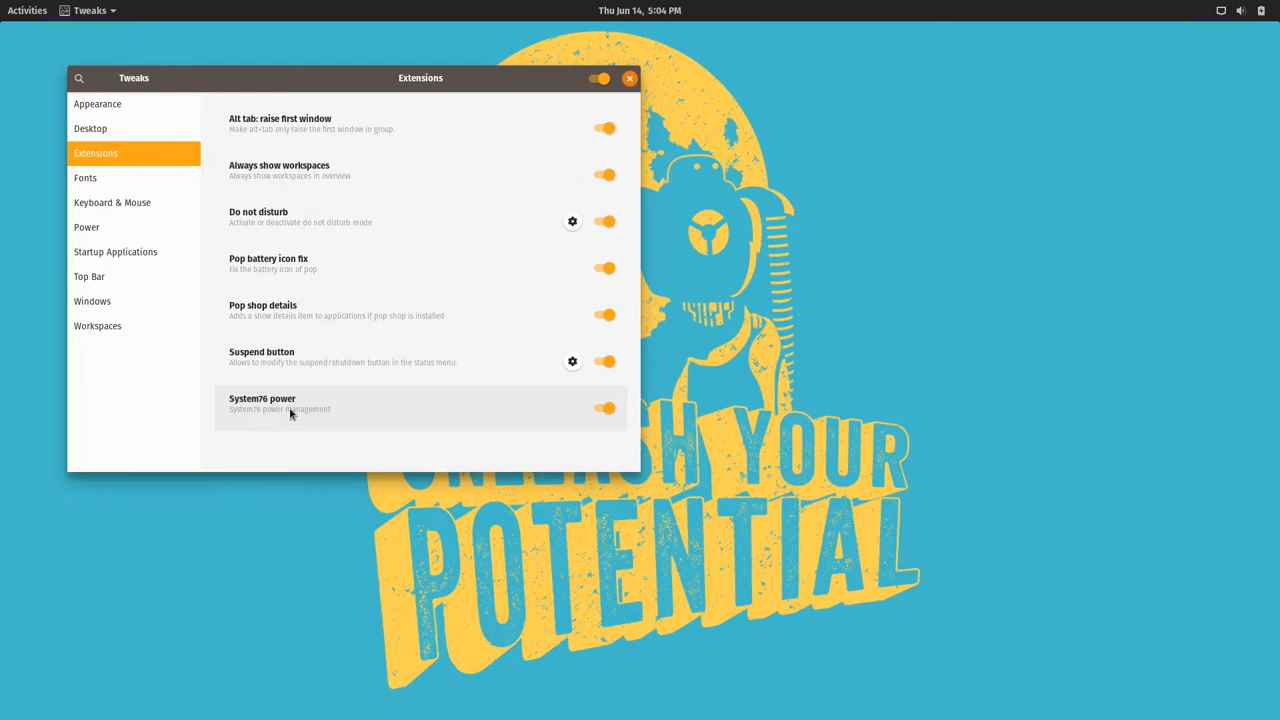 Activities Tweaks Thu Jun 14, 5:04 PM
Tweaks Extensions
Appearance
Desktop
Extensions
Fonts
Keyboard & Mouse
Power
Startup Applications
Top Bar
Windows
Workspaces
Alt tab: raise first window
Make alt+tab only raise the first window in group.
Always show workspaces
Always show workspaces in overview
Do not disturb
Activate or deactivate do not disturb mode
Pop battery icon fix
Fix the battery icon of pop
Pop shop details
Adds a show details item to applications if pop shop is installed
Suspend button
Allows to modify the suspend/shutdown button in the status menu.
System76 power
System76 power management
UNLEASH YOUR
POTENTIAL